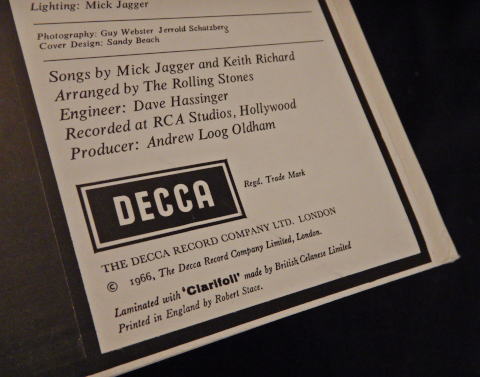 Lighting: Mick Jagger
Photography: Guy Webster Jerrold Schatzberg
Cover Design: Sandy Beach
Songs by Mick Jagger and Keith Richard
Arranged by The Rolling Stones
Engineer: Dave Hassinger
Recorded at RCA Studios, Hollywood
Producer: Andrew Loog Oldham
DECCA
Regd. Trade Mark
THE DECCA RECORD COMPANY LTD. LONDON
© 1966, The Decca Record Company Limited, London.
Laminated with 'Clarifoil' made by British Celanese Limited
Printed in England by Robert Stace.